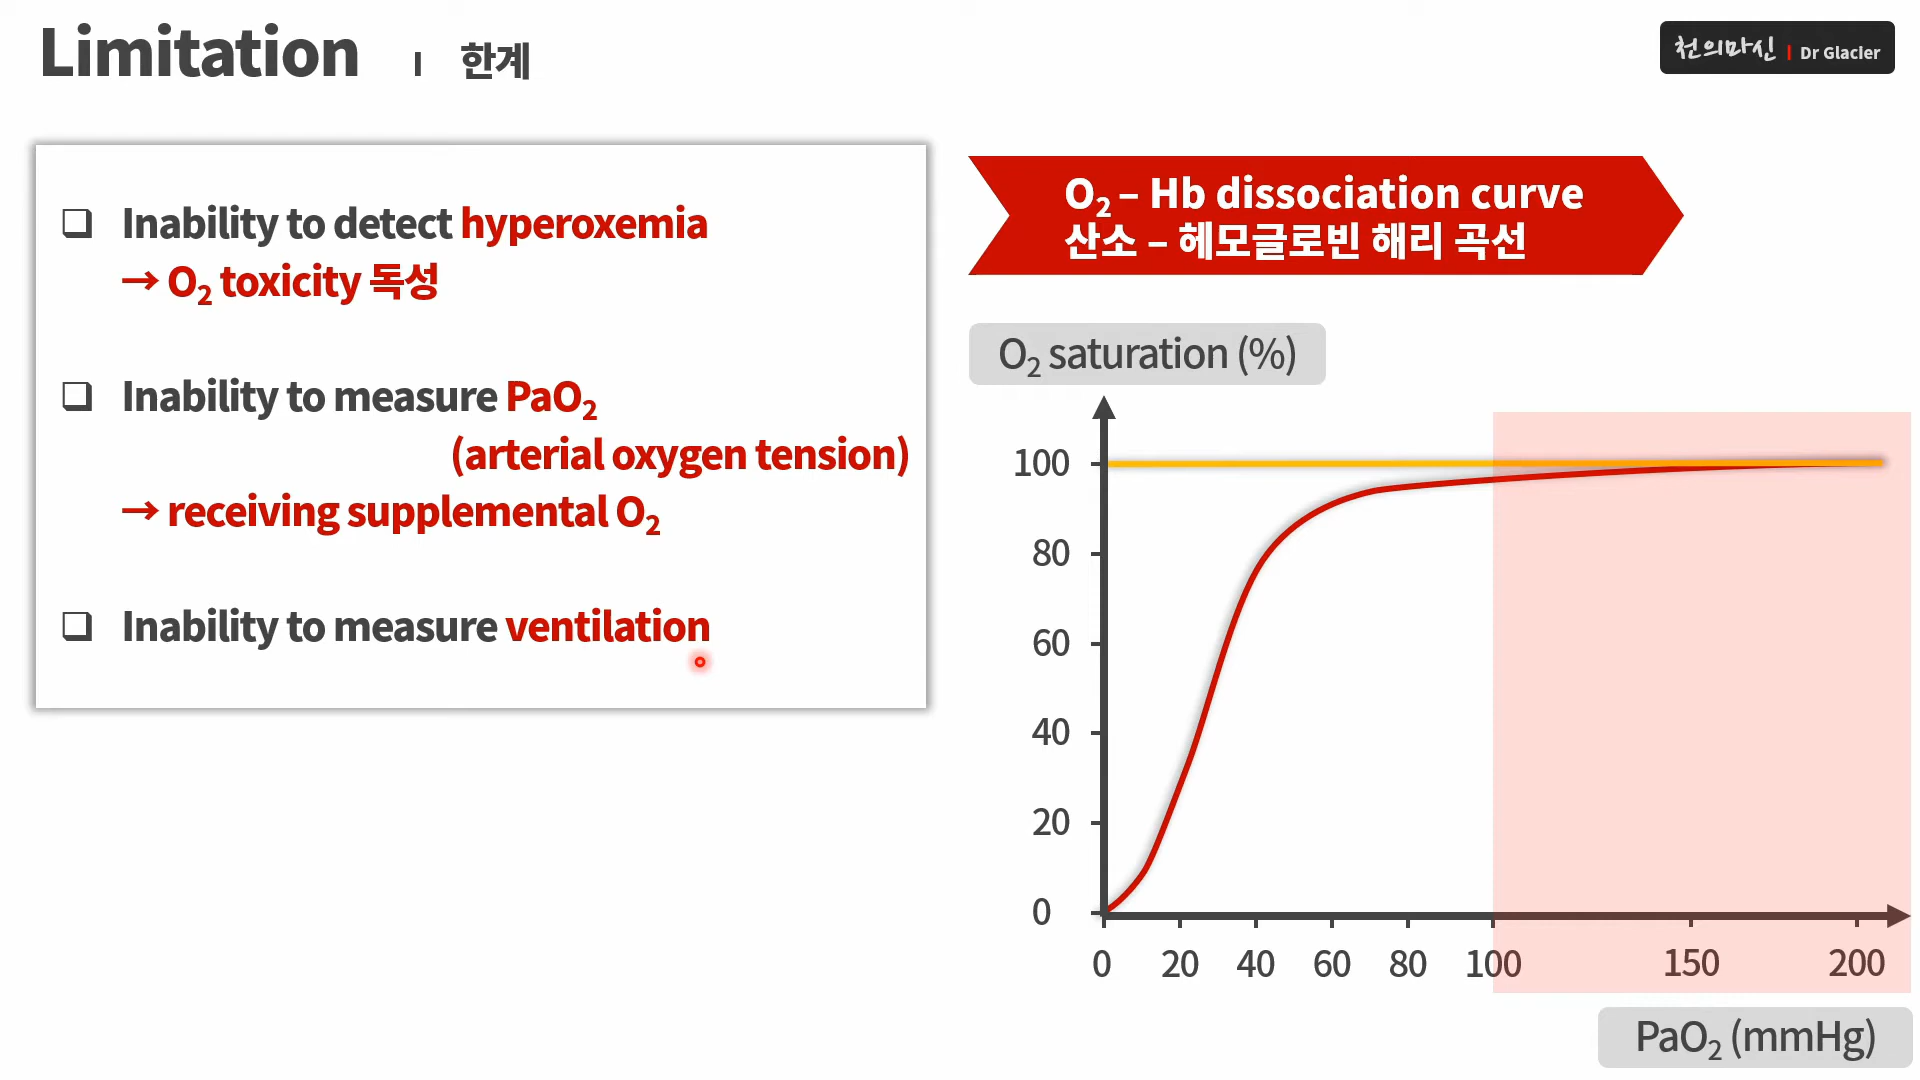 Limitation | 한계
천의마신 | Dr Glacier
❑ Inability to detect hyperoxemia
→ O₂ toxicity 독성
❑ Inability to measure PaO₂
(arterial oxygen tension)
→ receiving supplemental O₂
❑ Inability to measure ventilation
O₂ – Hb dissociation curve
산소 – 헤모글로빈 해리 곡선
O₂ saturation (%)
100
80
60
40
20
0
0 20 40 60 80 100 150 200
PaO₂ (mmHg)